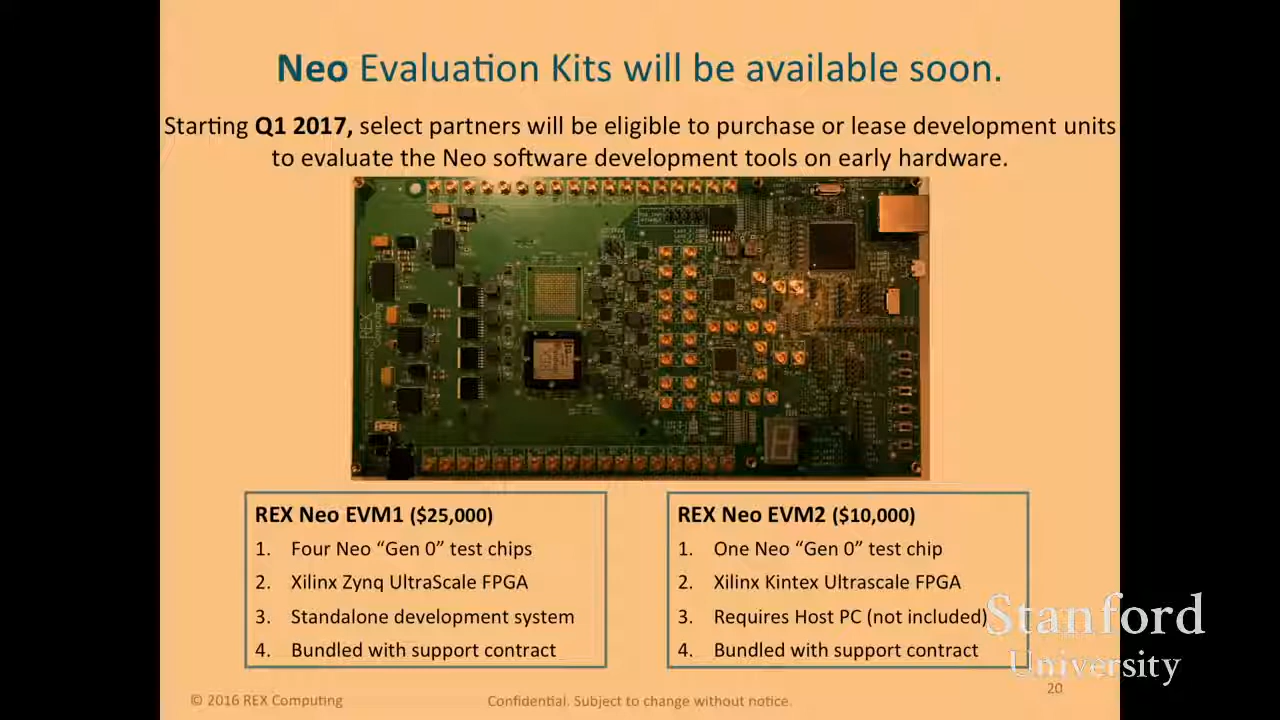 Neo Evaluation Kits will be available soon.
Starting Q1 2017, select partners will be eligible to purchase or lease development units
to evaluate the Neo software development tools on early hardware.
REX
REX Neo EVM1 ($25,000)
1. Four Neo “Gen 0” test chips
2. Xilinx Zynq UltraScale FPGA
3. Standalone development system
4. Bundled with support contract
REX Neo EVM2 ($10,000)
1. One Neo “Gen 0” test chip
2. Xilinx Kintex Ultrascale FPGA
3. Requires Host PC (not included)
4. Bundled with support contract
Stanford
University
© 2016 REX Computing
Confidential. Subject to change without notice.
20